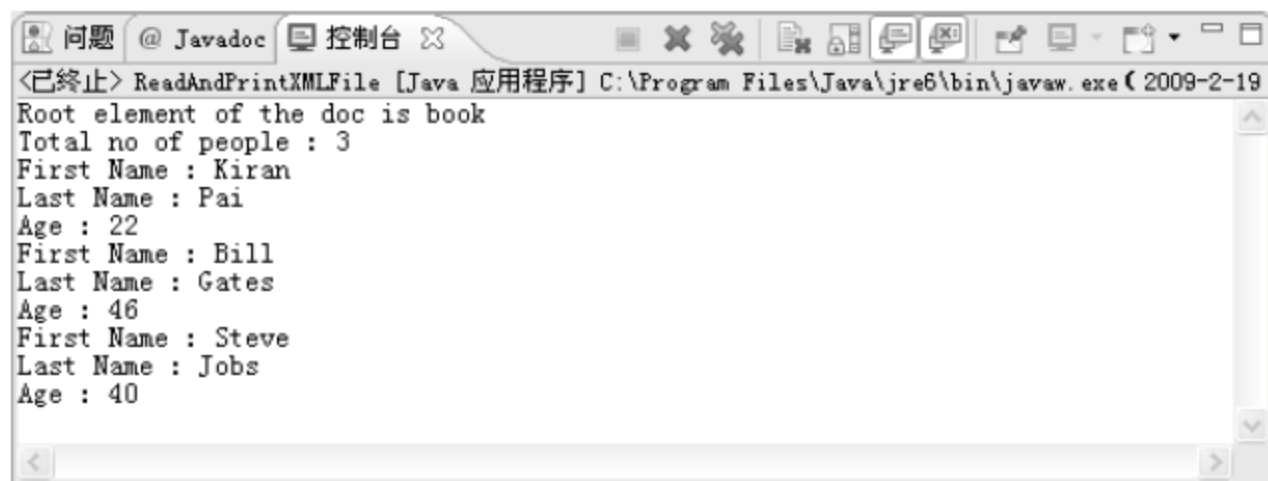 问题 @ Javadoc 控制台
<已终止> ReadAndPrintXMLFile [Java 应用程序] C:\Program Files\Java\jre6\bin\javaw.exe( 2009-2-19
Root element of the doc is book
Total no of people : 3
First Name : Kiran
Last Name : Pai
Age : 22
First Name : Bill
Last Name : Gates
Age : 46
First Name : Steve
Last Name : Jobs
Age : 40